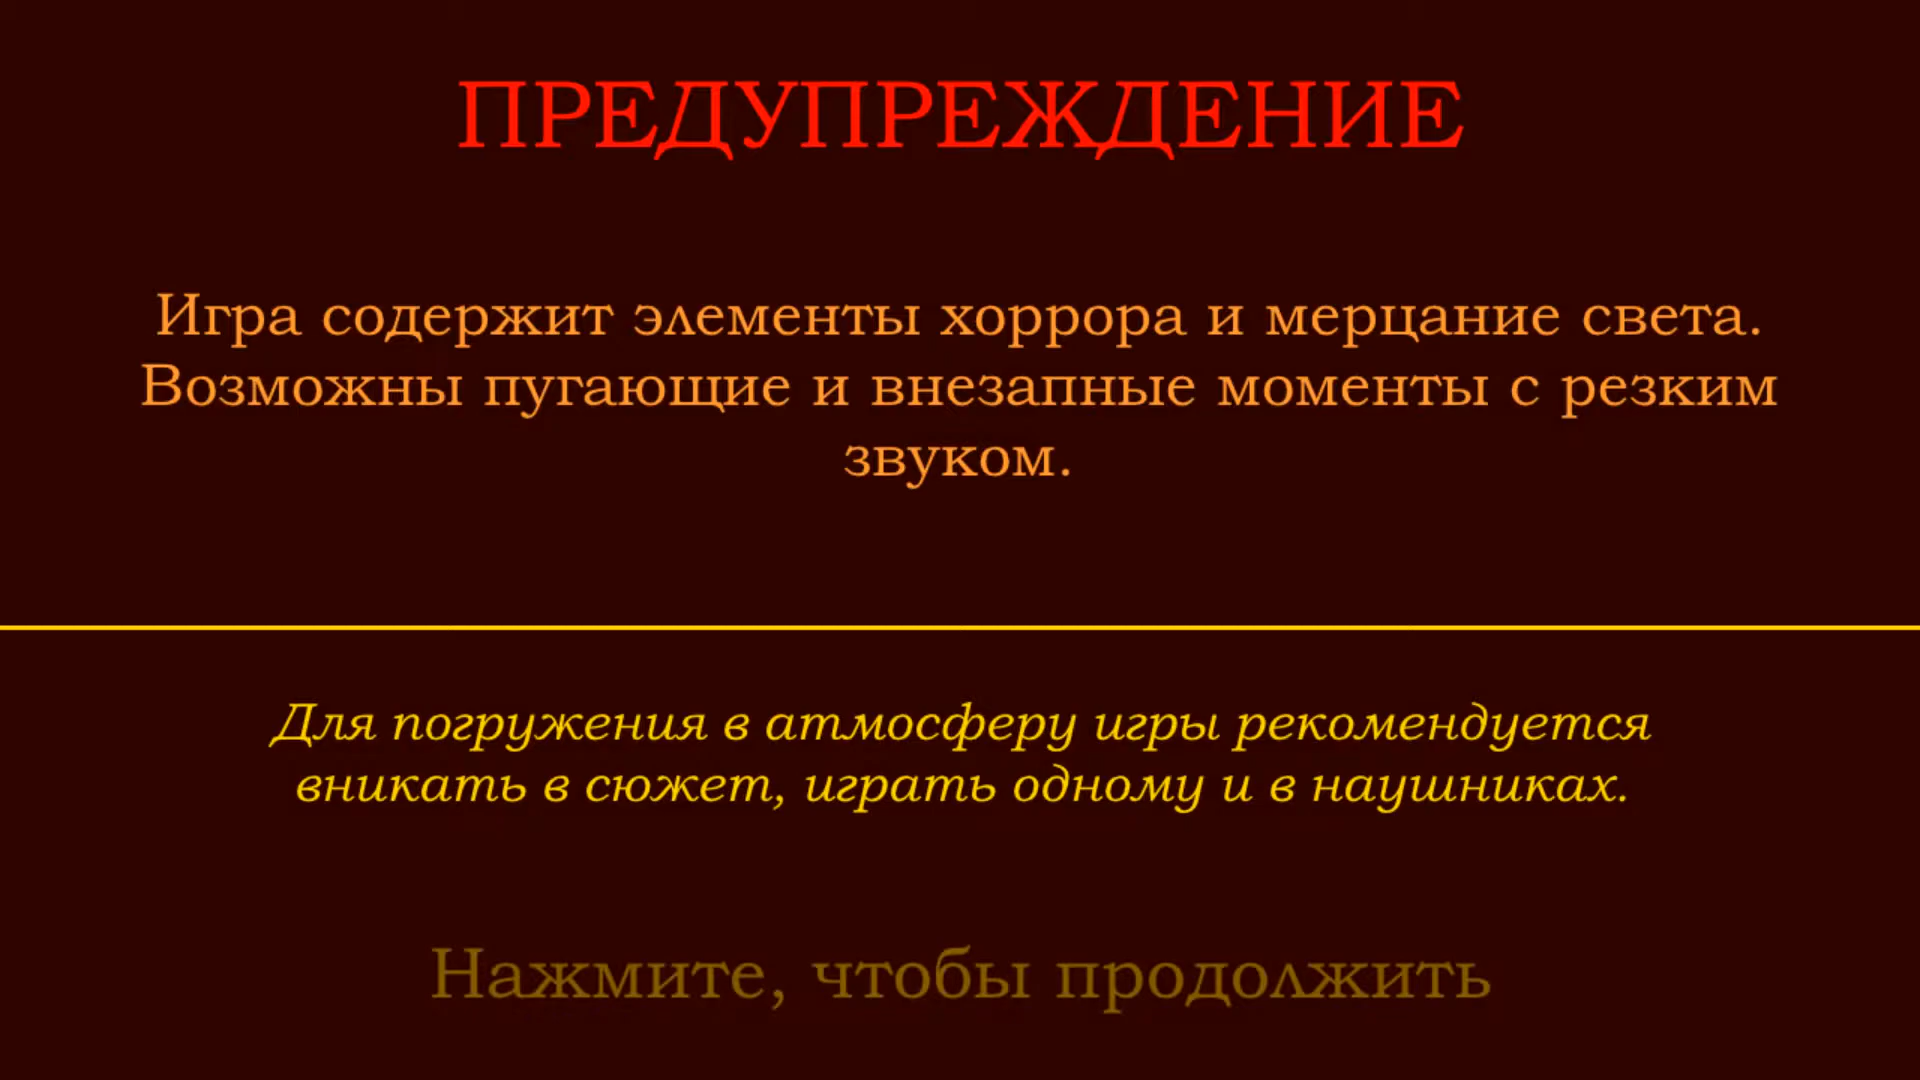 ПРЕДУПРЕЖДЕНИЕ
Игра содержит элементы хоррора и мерцание света.
Возможны пугающие и внезапные моменты с резким
звуком.
Для погружения в атмосферу игры рекомендуется
вникать в сюжет, играть одному и в наушниках.
Нажмите, чтобы продолжить